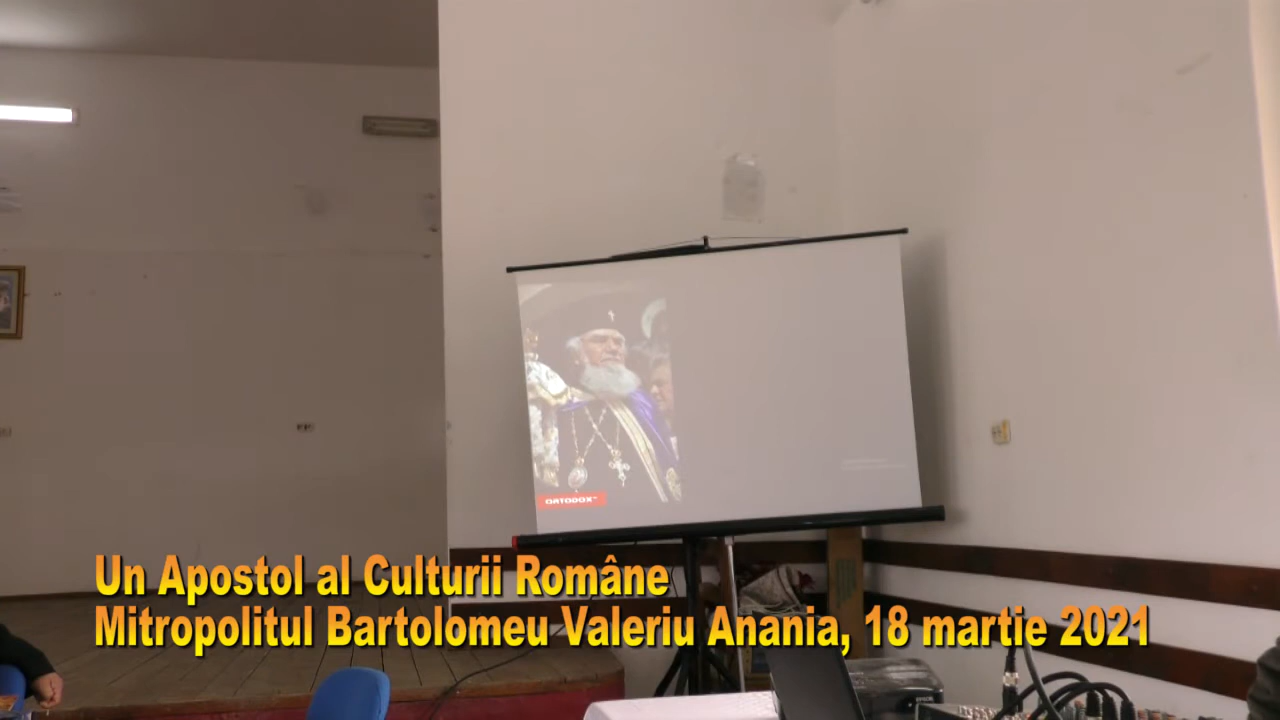 ORTODOX
Un Apostol al Culturii Române
Mitropolitul Bartolomeu Valeriu Anania, 18 martie 2021